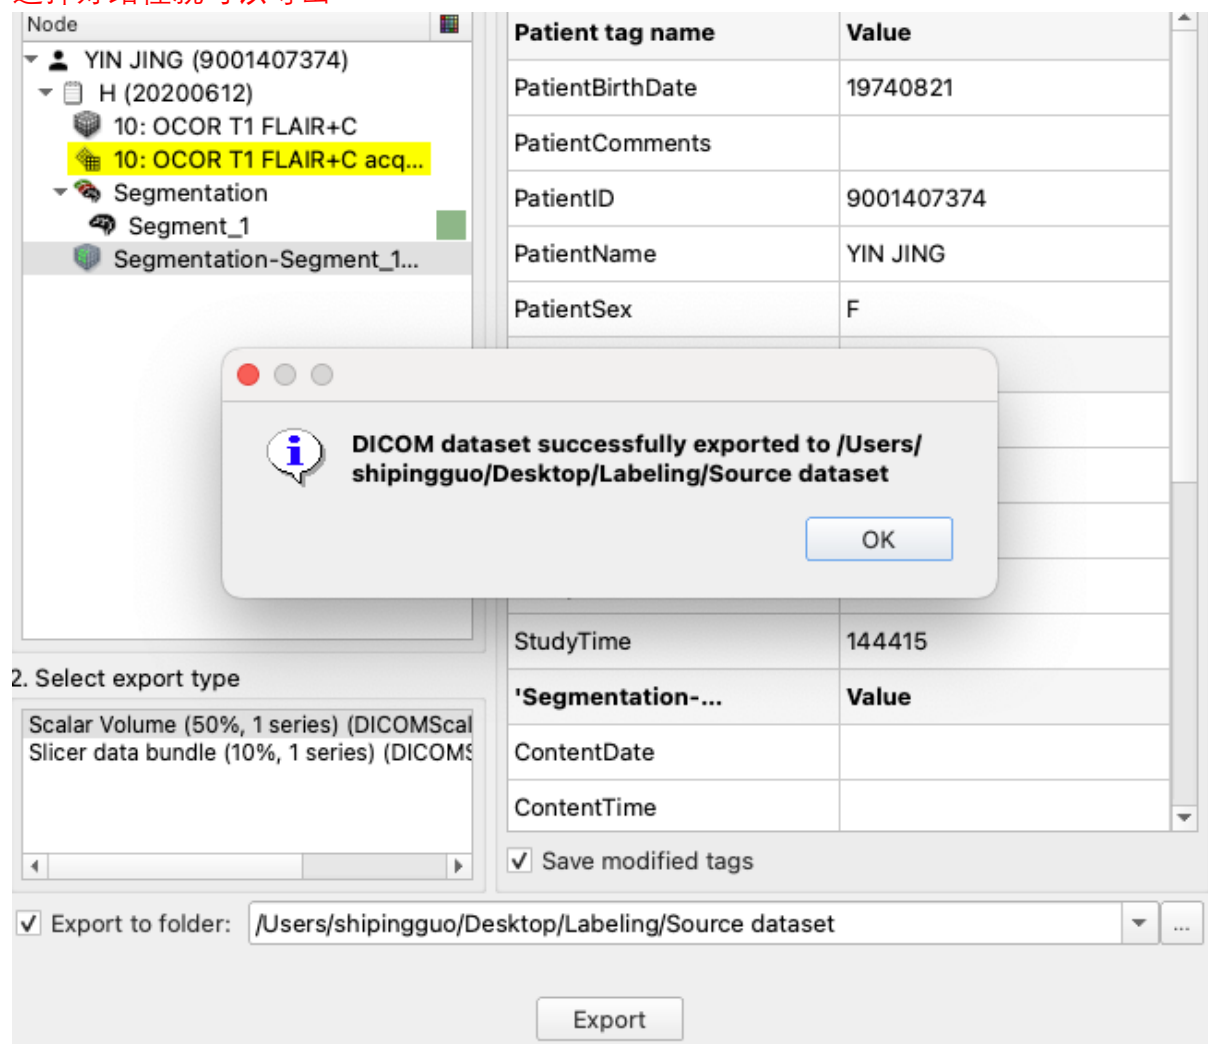 Node
YIN JING (9001407374)
H (20200612)
10: OCOR T1 FLAIR+C
10: OCOR T1 FLAIR+C acq...
Segmentation
Segment_1
Segmentation-Segment_1...
Patient tag name Value
PatientBirthDate 19740821
PatientComments
PatientID 9001407374
PatientName YIN JING
PatientSex F
DICOM dataset successfully exported to /Users/
shipingguo/Desktop/Labeling/Source dataset
OK
StudyTime 144415
'Segmentation-... Value
ContentDate
ContentTime
2. Select export type
Scalar Volume (50%, 1 series) (DICOMScal
Slicer data bundle (10%, 1 series) (DICOMS
Save modified tags
Export to folder: /Users/shipingguo/Desktop/Labeling/Source dataset
...
Export